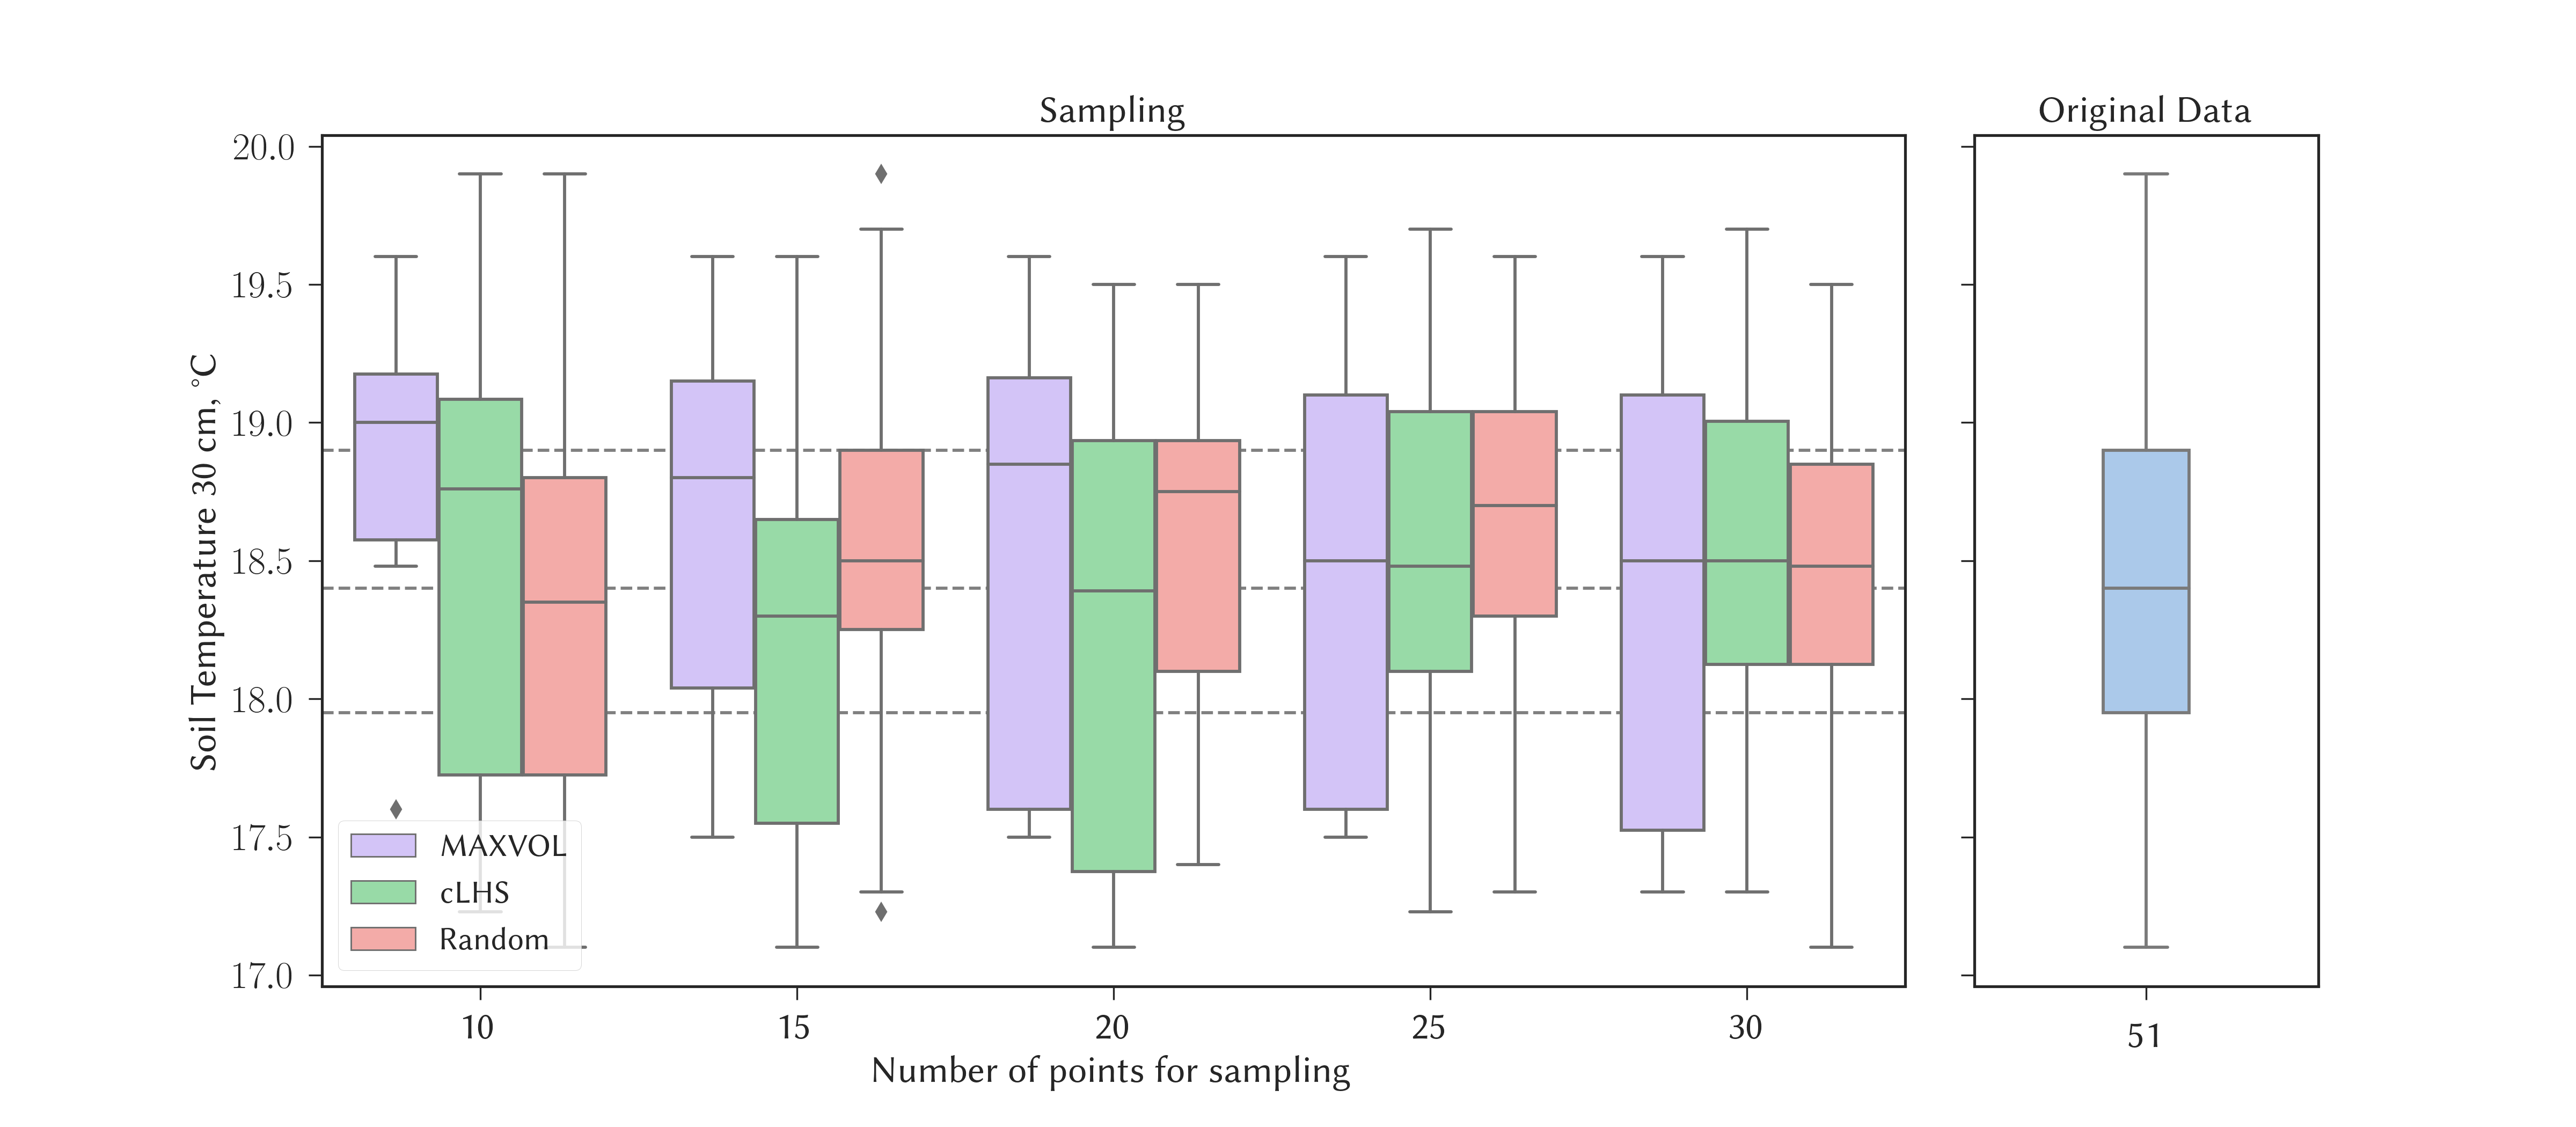 Sampling
Original Data
20.0
19.5
19.0
18.5
18.0
17.5
17.0
Soil Temperature 30 cm, °C
MAXVOL
cLHS
Random
10 15 20 25 30
51
Number of points for sampling